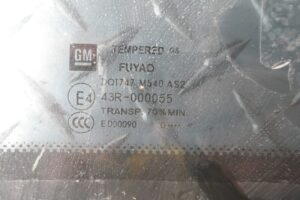 GM
TEMPERED
FUYAO
DOT747 M540 AS2
E4 43R-000055
TRANSP. 70% MIN.
CCC E000090